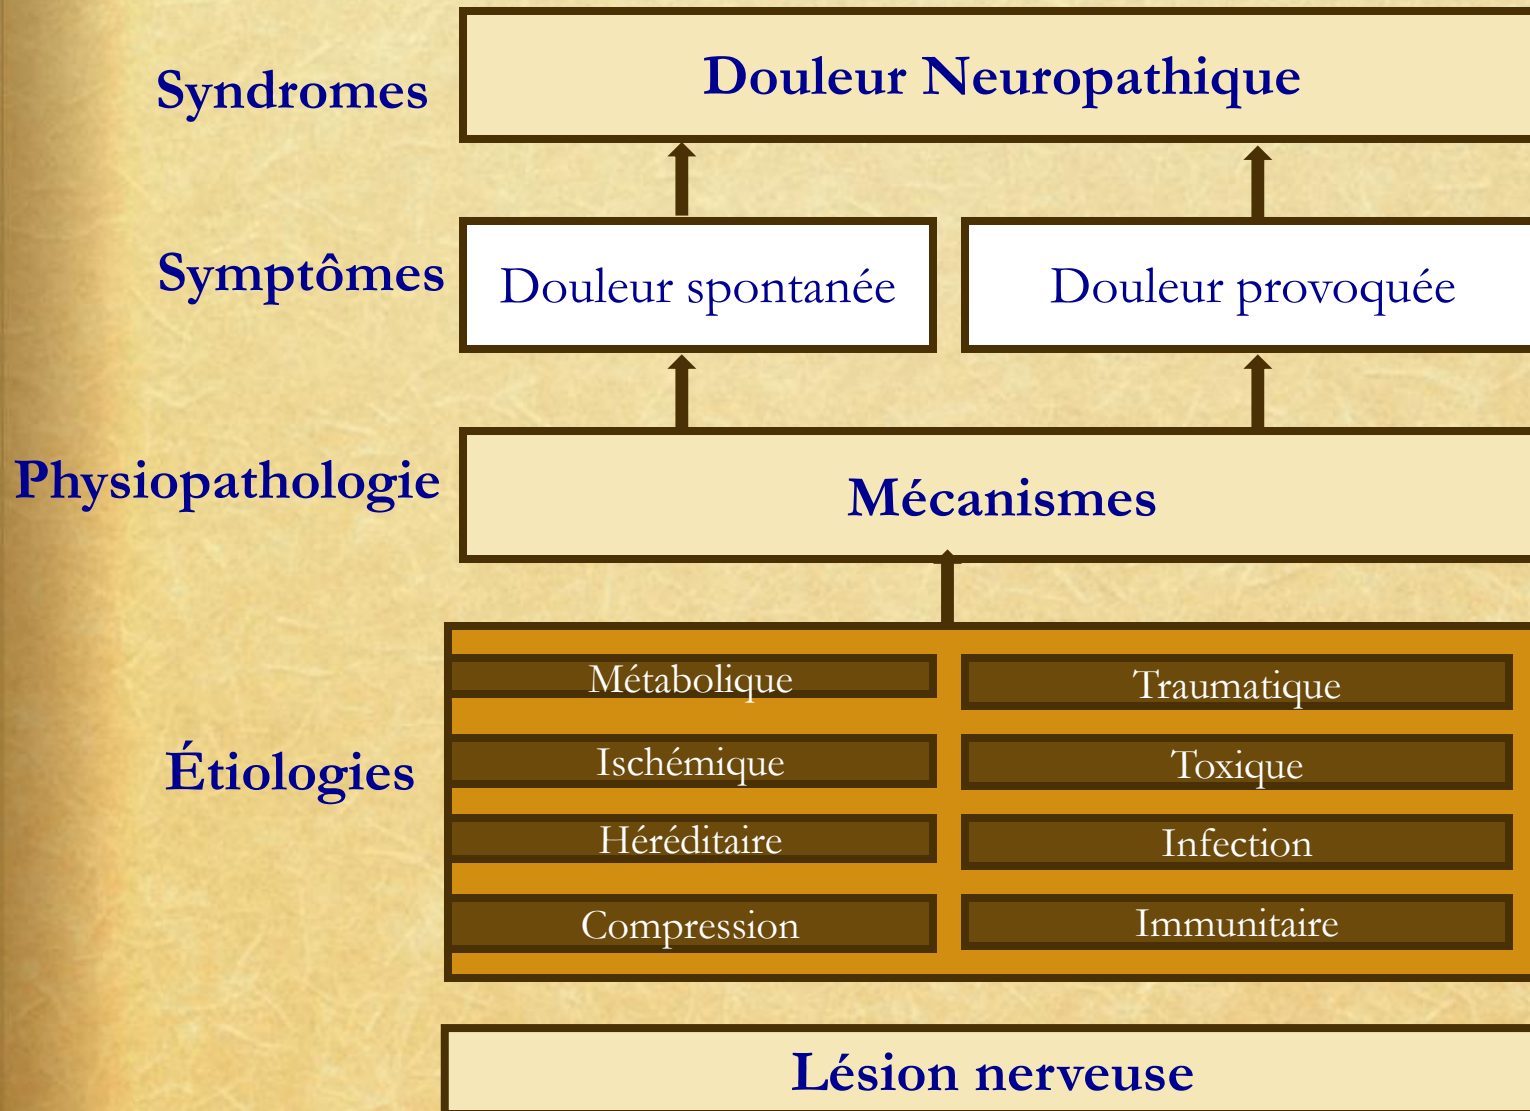 Syndromes
Douleur Neuropathique
Symptômes
Douleur spontanée
Douleur provoquée
Physiopathologie
Mécanismes
Étiologies
Métabolique
Traumatique
Ischémique
Toxique
Héréditaire
Infection
Compression
Immunitaire
Lésion nerveuse